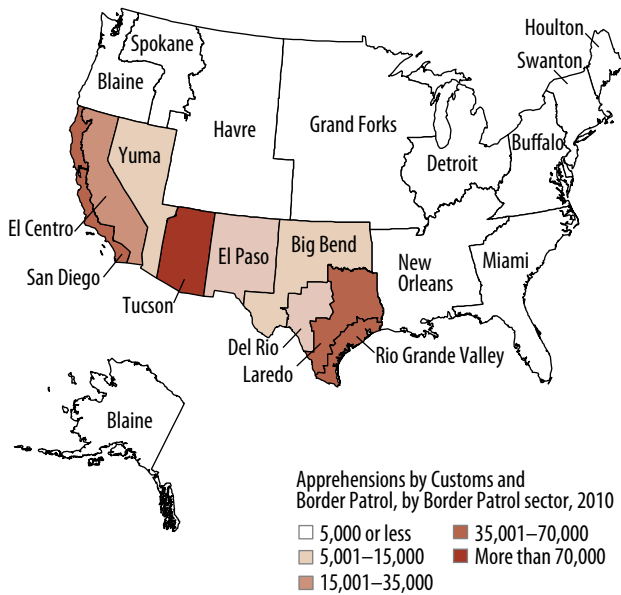 Houlton
Spokane
Swanton
Blaine
Havre
Grand Forks
Buffalo
Yuma
Detroit
El Centro
El Paso
Big Bend
New
Orleans
Miami
San Diego
Tucson
Del Rio
Rio Grande Valley
Laredo
Blaine
Apprehensions by Customs and
Border Patrol, by Border Patrol sector, 2010
5,000 or less
35,001–70,000
5,001–15,000
More than 70,000
15,001–35,000